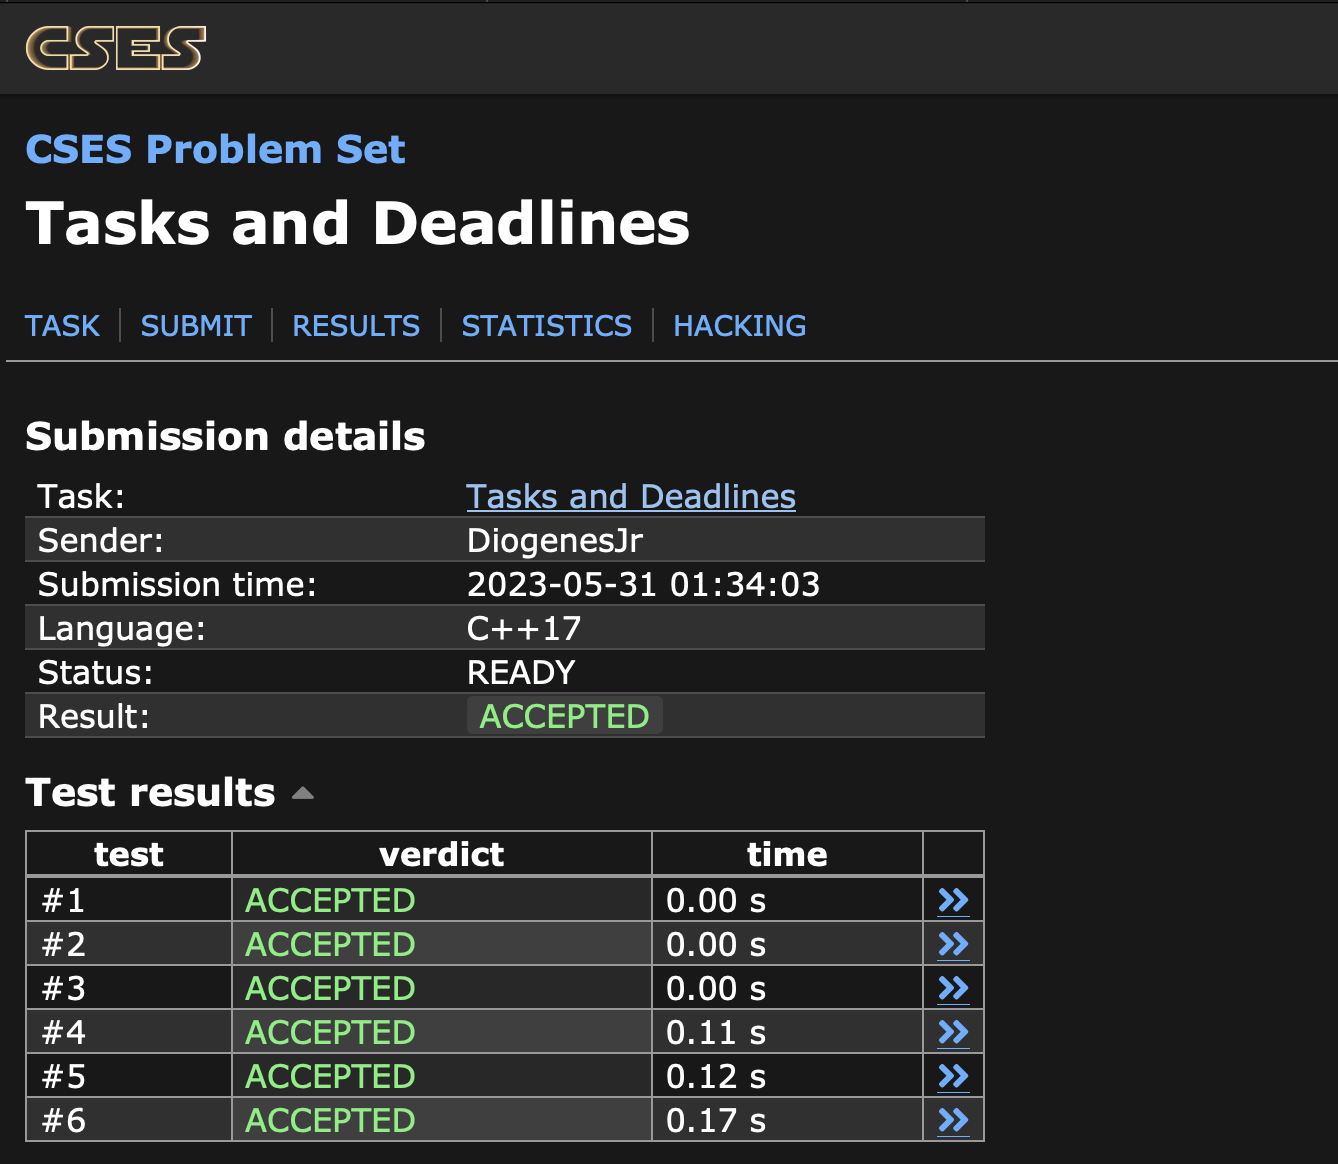 CSES
CSES Problem Set
Tasks and Deadlines
TASK SUBMIT RESULTS STATISTICS HACKING
Submission details
Task: Tasks and Deadlines
Sender: DiogenesJr
Submission time: 2023-05-31 01:34:03
Language: C++17
Status: READY
Result: ACCEPTED
Test results
test verdict time
#1 ACCEPTED 0.00 s
#2 ACCEPTED 0.00 s
#3 ACCEPTED 0.00 s
#4 ACCEPTED 0.11 s
#5 ACCEPTED 0.12 s
#6 ACCEPTED 0.17 s